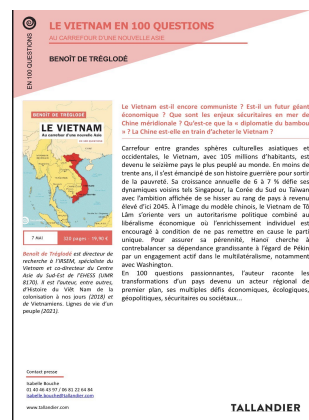 EN 100 QUESTIONS
LE VIETNAM EN 100 QUESTIONS
AU CARREFOUR D'UNE NOUVELLE ASIE
BENOÎT DE TRÉGLODÉ
Le Vietnam est-il encore communiste ? Est-il un futur géant
économique ? Que sont les enjeux sécuritaires en mer de
Chine méridionale ? Qu'est-ce que la « diplomatie du bambou
» ? La Chine est-elle en train d'acheter le Vietnam ?
BENOÎT DE TRÉGLODÉ
LE VIETNAM
Au carrefour d'une nouvelle Asie
EN 100 QUESTIONS
7 MAI
320 pages - 19,90 €
Benoît de Tréglodé est directeur de
recherche à l'IRSEM, spécialiste du
Vietnam et co-directeur du Centre
Asie du Sud-Est de l'EHESS (UMR
8170). Il est l'auteur, entre autres,
d'Histoire du Viêt Nam de la
colonisation à nos jours (2018) et
de Vietnamiens. Lignes de vie d'un
peuple (2021).
Carrefour entre grandes sphères culturelles asiatiques et
occidentales, le Vietnam, avec 105 millions d'habitants, est
devenu le seizième pays le plus peuplé au monde. En moins de
trente ans, il s'est émancipé de son histoire guerrière pour sortir
de la pauvreté. Sa croissance annuelle de 6 à 7 % défie ses
dynamiques voisins tels Singapour, la Corée du Sud ou Taïwan
avec l'ambition affichée de se hisser au rang de pays à revenu
élevé d'ici 2045. À l'image du modèle chinois, le Vietnam de Tô
Lâm s'oriente vers un autoritarisme politique combiné au
libéralisme économique où l'enrichissement individuel est
encouragé à condition de ne pas remettre en cause le parti
unique. Pour assurer sa pérennité, Hanoï cherche à
contrebalancer sa dépendance grandissante à l'égard de Pékin
par un engagement actif dans le multilatéralisme, notamment
avec Washington.
En 100 questions passionnantes, l'auteur raconte les
transformations d'un pays devenu un acteur régional de
premier plan, ses multiples défis économiques, écologiques,
géopolitiques, sécuritaires ou sociétaux...
Contact presse
Isabelle Bouche
01 40 46 43 97 / 06 81 22 64 84
isabelle.bouche@tallandier.com
www.tallandier.com
TALLANDIER